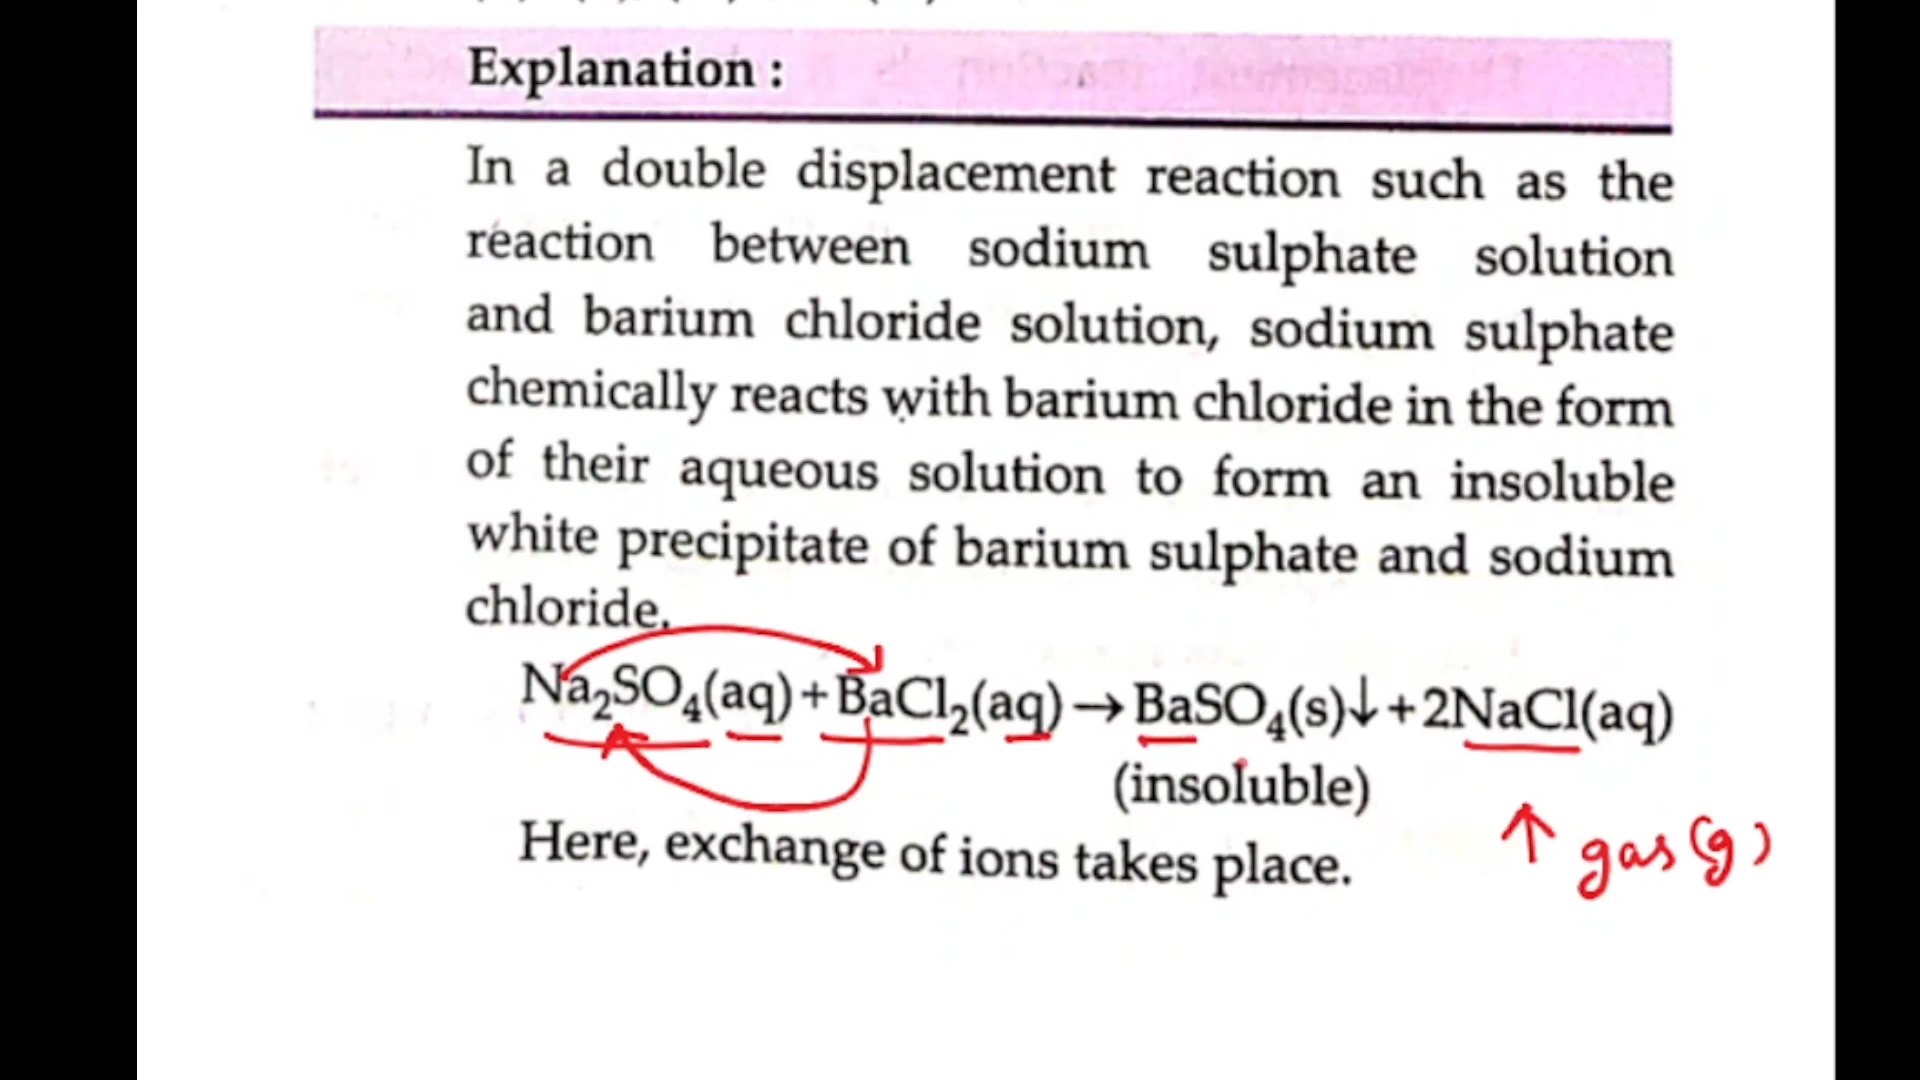 Explanation :
In a double displacement reaction such as the
reaction between sodium sulphate solution
and barium chloride solution, sodium sulphate
chemically reacts with barium chloride in the form
of their aqueous solution to form an insoluble
white precipitate of barium sulphate and sodium
chloride.
Na₂SO₄(aq) + BaCl₂(aq) → BaSO₄(s)↓ + 2NaCl(aq)
(insoluble)
↑ gas (g)
Here, exchange of ions takes place.